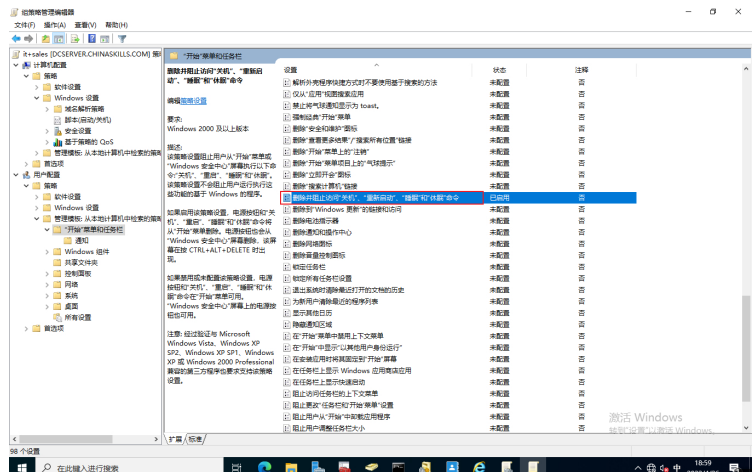 组策略管理编辑器
文件(F) 操作(A) 查看(V) 帮助(H)
it+sales [DCSERVER.CHINASKILLS.COM] 策
计算机配置
策略
软件设置
Windows 设置
域名解析策略
脚本(启动/关机)
安全设置
基于策略的 QoS
管理模板: 从本地计算机中检索的策略
首选项
用户配置
策略
软件设置
Windows 设置
管理模板: 从本地计算机中检索的策略
"开始"菜单和任务栏
通知
Windows 组件
共享文件夹
控制面板
网络
系统
桌面
所有设置
首选项
"开始"菜单和任务栏
删除并阻止访问"关机"、"重新启
动"、"睡眠"和"休眠"命令
编辑策略设置
要求:
Windows 2000 及以上版本
描述:
该策略设置阻止用户从"开始"菜单或
"Windows 安全中心"屏幕执行以下命
令:"关机"、"重启"、"睡眠"和"休眠"。
该策略设置不会阻止用户运行执行这
些功能的基于 Windows 的程序。
如果启用该策略设置，电源按钮和"关
机"、"重启"、"睡眠"和"休眠"命令将
从"开始"菜单删除。电源按钮也会从
"Windows 安全中心"屏幕删除，该屏
幕在按 CTRL+ALT+DELETE 时出
现。
如果禁用或未配置该策略设置，电源
按钮和"关机"、"重启"、"睡眠"和"休
眠"命令在"开始"菜单可用。
"Windows 安全中心"屏幕上的电源按
钮也可用。
注意: 经过验证与 Microsoft
Windows Vista、Windows XP
SP2、Windows XP SP1、Windows
XP 或 Windows 2000 Professional
兼容的第三方程序也要求支持该策略
设置。
设置 状态 注释
解析外壳程序快捷方式时不要使用基于搜索的方法 未配置 否
仅从"应用"视图搜索应用 未配置 否
禁止将气球通知显示为 toast。 未配置 否
强制经典"开始"菜单 未配置 否
删除"安全和维护"图标 未配置 否
删除"查看更多结果"/"搜索所有位置"链接 未配置 否
删除"开始"菜单上的"注销" 未配置 否
删除"开始"菜单项目上的"气球提示" 未配置 否
删除"立即开会"图标 未配置 否
删除"搜索计算机"链接 未配置 否
删除并阻止访问"关机"、"重新启动"、"睡眠"和"休眠"命令 已启用 否
删除到"Windows 更新"的链接和访问 未配置 否
删除电池指示器 未配置 否
删除通知和操作中心 未配置 否
删除网络图标 未配置 否
删除音量控制图标 未配置 否
锁定任务栏 未配置 否
锁定所有任务栏设置 未配置 否
退出系统时清除最近打开的文档的历史 未配置 否
为新用户清除最近的程序列表 未配置 否
显示其他日历 未配置 否
隐藏通知区域 未配置 否
在"开始"菜单中禁用上下文菜单 未配置 否
在"开始"中显示"以其他用户身份运行" 未配置 否
在安装应用时将其固定到"开始"屏幕 未配置 否
在任务栏上显示 Windows 应用商店应用 未配置 否
在任务栏上显示快速启动 未配置 否
阻止访问任务栏的上下文菜单 未配置 否
阻止更改"任务栏和'开始'菜单"设置 未配置 否
阻止用户从"开始"中卸载应用程序 未配置 否
阻止用户调整任务栏大小 未配置 否
扩展 标准
激活 Windows
转到"设置"以激活 Windows。
98 个设置
在此键入进行搜索
中
18:59